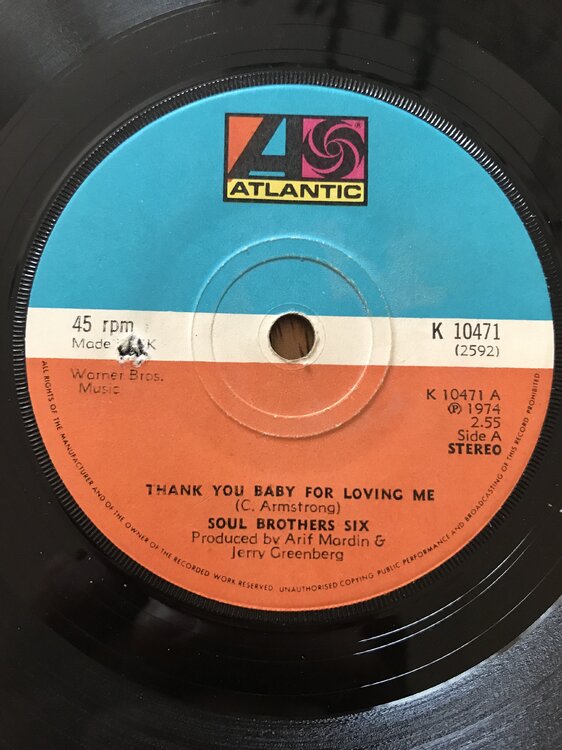 ATLANTIC
45 rpm
Made K
K 10471
(2592)
Warner Bros.
Music
K 10471 A
℗ 1974
2.55
Side A
STEREO
THANK YOU BABY FOR LOVING ME
(C. Armstrong)
SOUL BROTHERS SIX
Produced by Arif Mardin &
Jerry Greenberg
ALL RIGHTS OF THE MANUFACTURER AND OF THE OWNER OF THE RECORDED WORK RESERVED. UNAUTHORISED COPYING PUBLIC PERFORMANCE AND BROADCASTING OF THIS RECORD PROHIBITED